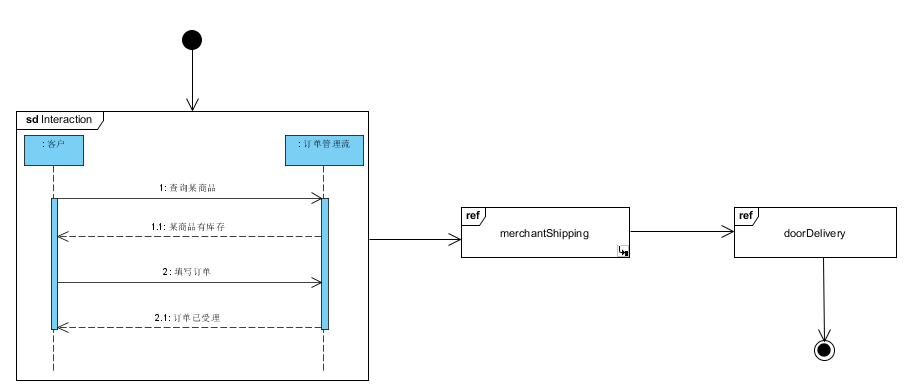 sd Interaction
: 客户
: 订单管理流
1: 查询某商品
1.1: 某商品有库存
2: 填写订单
2.1: 订单已受理
ref
merchantShipping
ref
doorDelivery